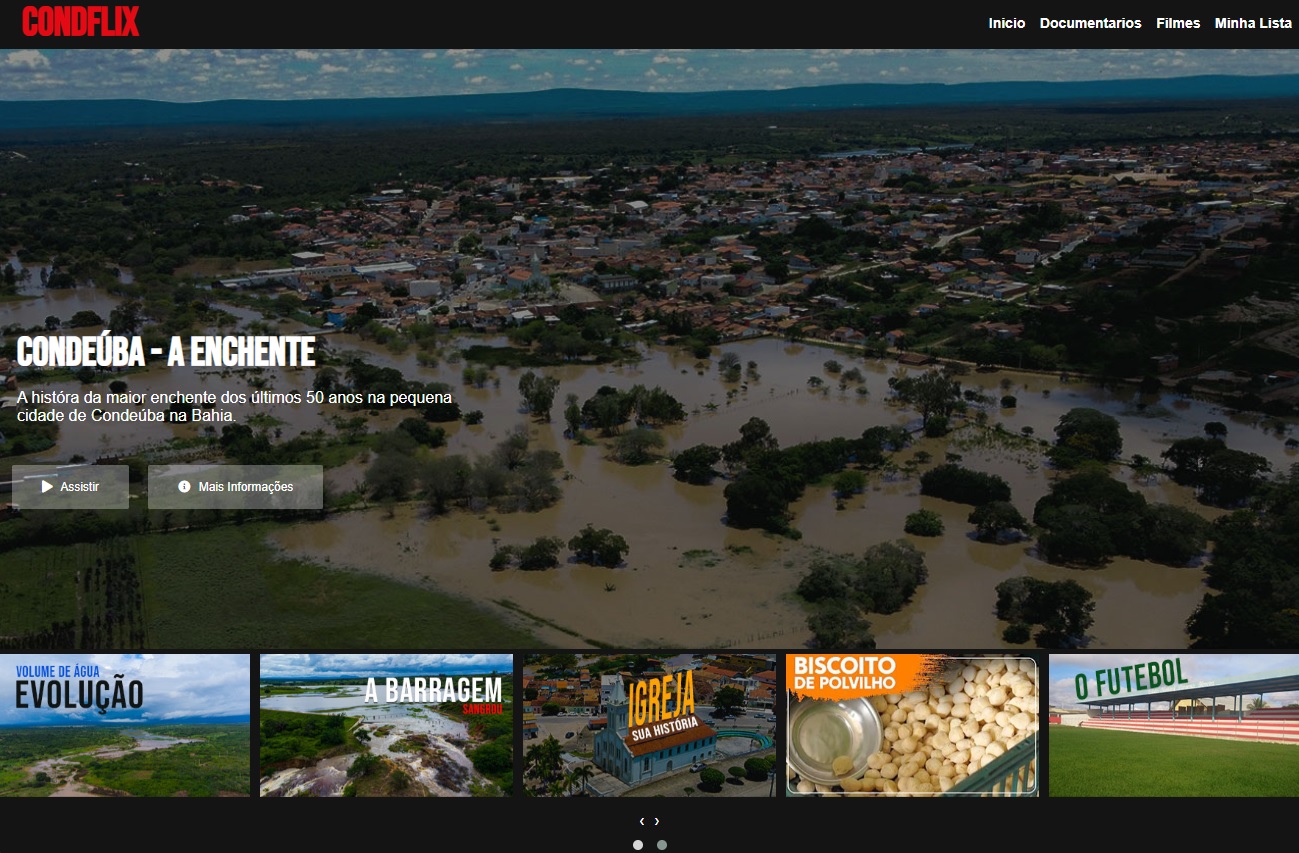 CONDFLIX
Inicio Documentarios Filmes Minha Lista
CONDEÚBA - A ENCHENTE
A históra da maior enchente dos últimos 50 anos na pequena
cidade de Condeúba na Bahia.
Assistir Mais Informações
VOLUME DE ÁGUA
EVOLUÇÃO
A BARRAGEM
SANGROU
IGREJA
SUA HISTÓRIA
BISCOITO
DE POLVILHO
O FUTEBOL
‹ ›